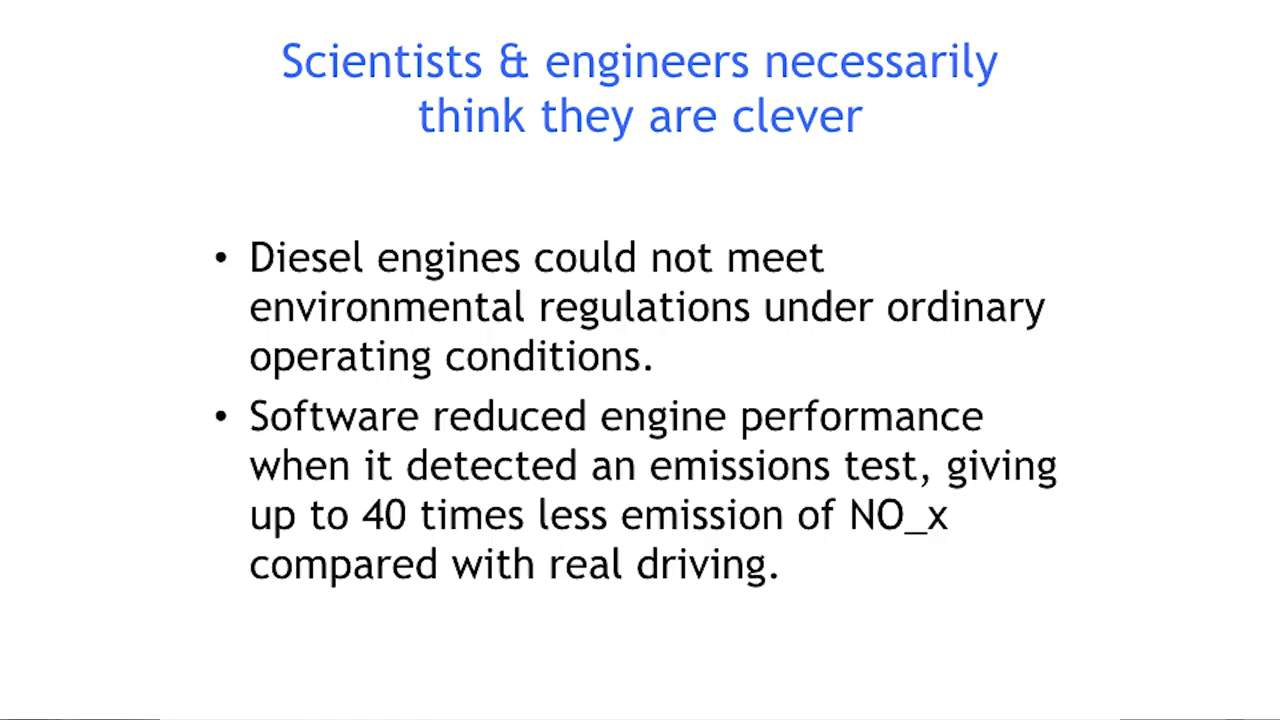 Scientists & engineers necessarily
think they are clever
• Diesel engines could not meet
environmental regulations under ordinary
operating conditions.
• Software reduced engine performance
when it detected an emissions test, giving
up to 40 times less emission of NO_x
compared with real driving.